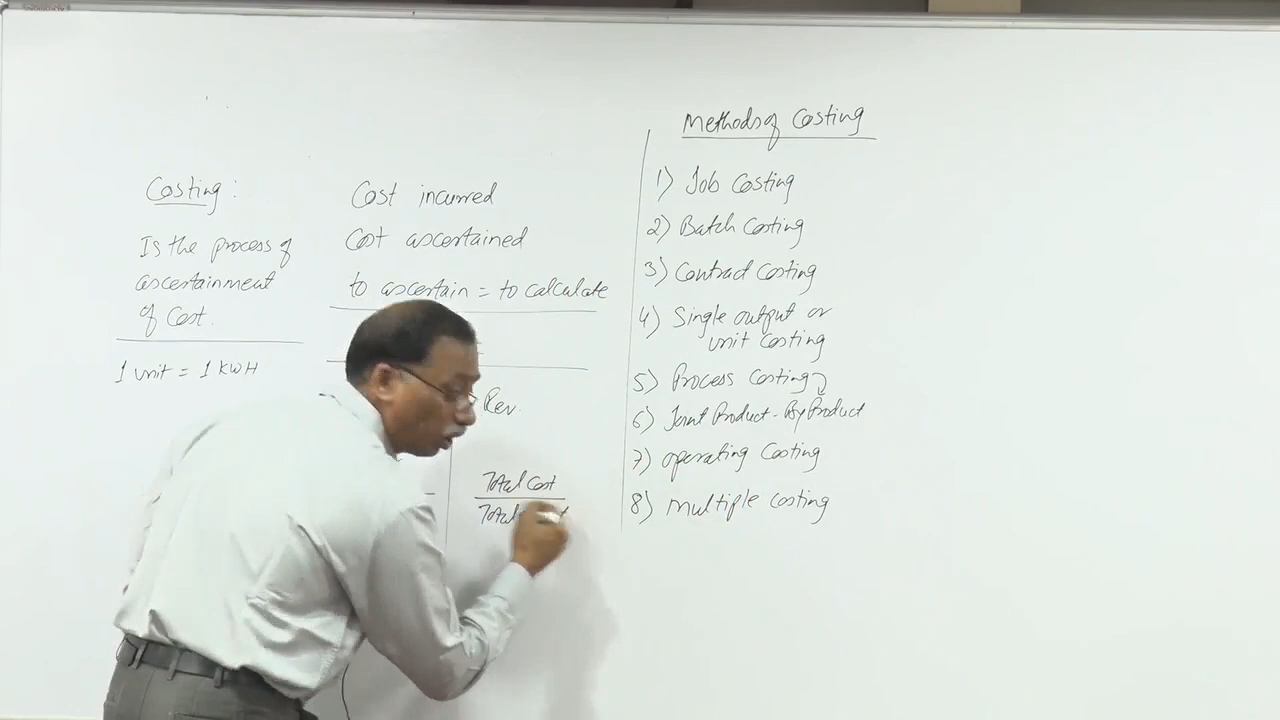 Costing:
Is the process of
ascertainment
of Cost.
1 unit = 1 KWH
Cost incurred
Cost ascertained
to ascertain = to calculate
Rev.
Total Cost
Total
Methods of Costing
1) Job Costing
2) Batch Costing
3) Contract Costing
4) Single output or
unit Costing
5) Process Costing
6) Joint Product - By Product
7) Operating Costing
8) Multiple Costing